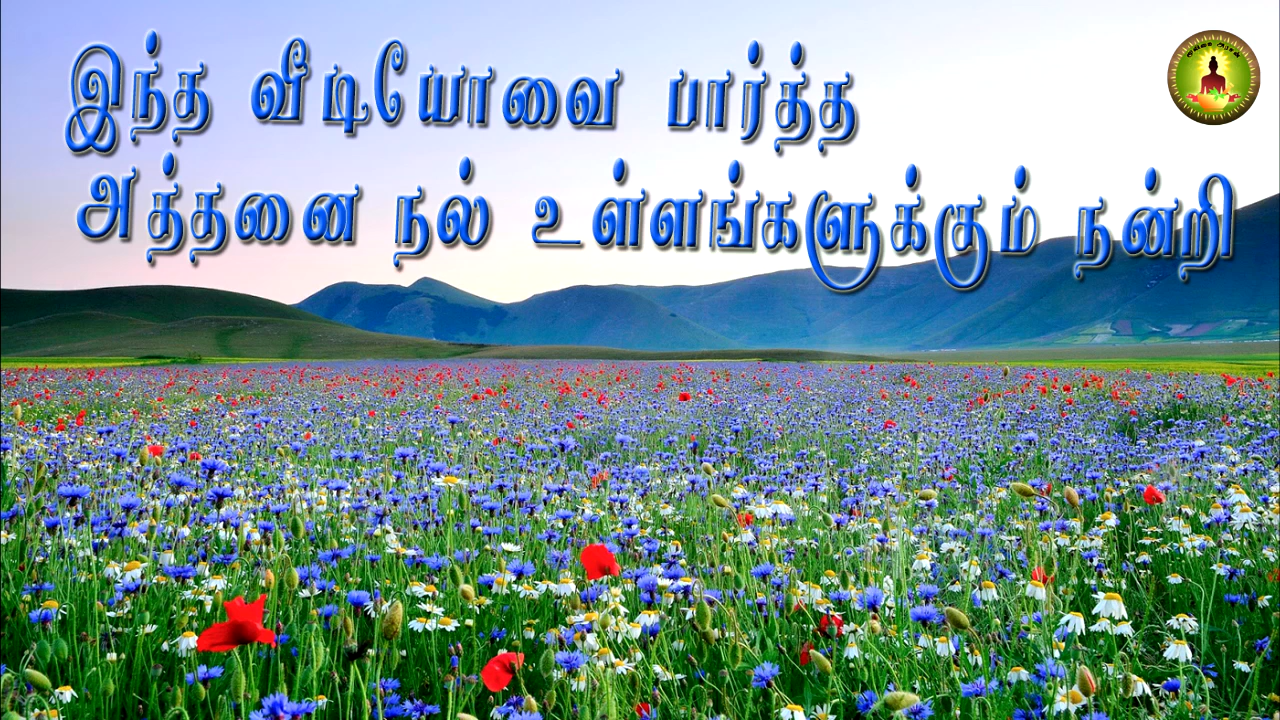 இந்த வீடியோவை பார்த்த
அத்தனை நல் உள்ளங்களுக்கும் நன்றி